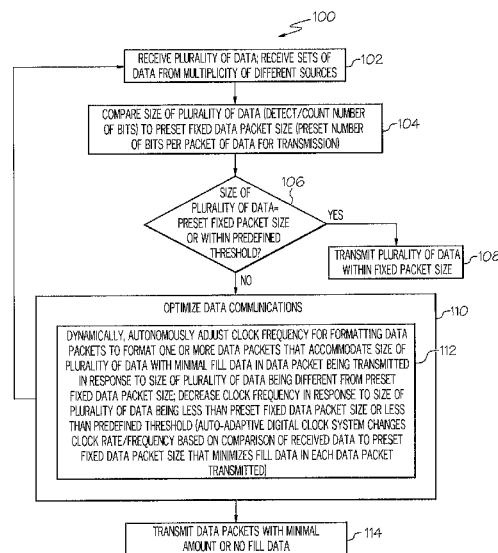 100
RECEIVE PLURALITY OF DATA; RECEIVE SETS OF
DATA FROM MULTIPLICITY OF DIFFERENT SOURCES
102
COMPARE SIZE OF PLURALITY OF DATA (DETECT/COUNT NUMBER
OF BITS) TO PRESET FIXED DATA PACKET SIZE (PRESET NUMBER
OF BITS PER PACKET OF DATA FOR TRANSMISSION)
104
106
SIZE OF
PLURALITY OF DATA=
PRESET FIXED PACKET SIZE
OR WITHIN PREDEFINED
THRESHOLD?
YES
TRANSMIT PLURALITY OF DATA
WITHIN FIXED PACKET SIZE
108
NO
OPTIMIZE DATA COMMUNICATIONS
110
DYNAMICALLY, AUTONOMOUSLY ADJUST CLOCK FREQUENCY FOR FORMATTING DATA
PACKETS TO FORMAT ONE OR MORE DATA PACKETS THAT ACCOMMODATE SIZE OF
PLURALITY OF DATA WITH MINIMAL FILL DATA IN DATA PACKET BEING TRANSMITTED
IN RESPONSE TO SIZE OF PLURALITY OF DATA BEING DIFFERENT FROM PRESET
FIXED DATA PACKET SIZE; DECREASE CLOCK FREQUENCY IN RESPONSE TO SIZE OF
PLURALITY OF DATA BEING LESS THAN PRESET FIXED DATA PACKET SIZE OR LESS
THAN PREDEFINED THRESHOLD (AUTO-ADAPTIVE DIGITAL CLOCK SYSTEM CHANGES
CLOCK RATE/FREQUENCY BASED ON COMPARISON OF RECEIVED DATA TO PRESET
FIXED DATA PACKET SIZE THAT MINIMIZES FILL DATA IN EACH DATA PACKET
TRANSMITTED)
112
TRANSMIT DATA PACKETS WITH MINIMAL
AMOUNT OR NO FILL DATA
114